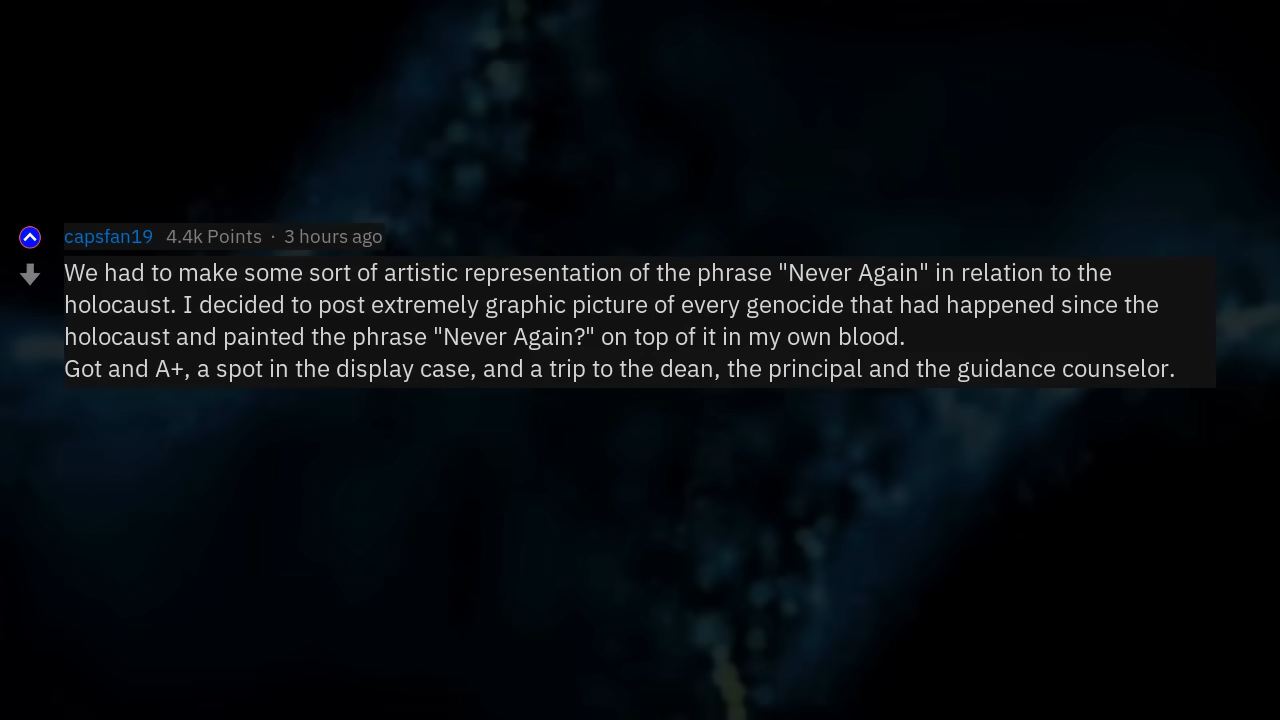 capsfan19 4.4k Points · 3 hours ago
We had to make some sort of artistic representation of the phrase "Never Again" in relation to the
holocaust. I decided to post extremely graphic picture of every genocide that had happened since the
holocaust and painted the phrase "Never Again?" on top of it in my own blood.
Got and A+, a spot in the display case, and a trip to the dean, the principal and the guidance counselor.